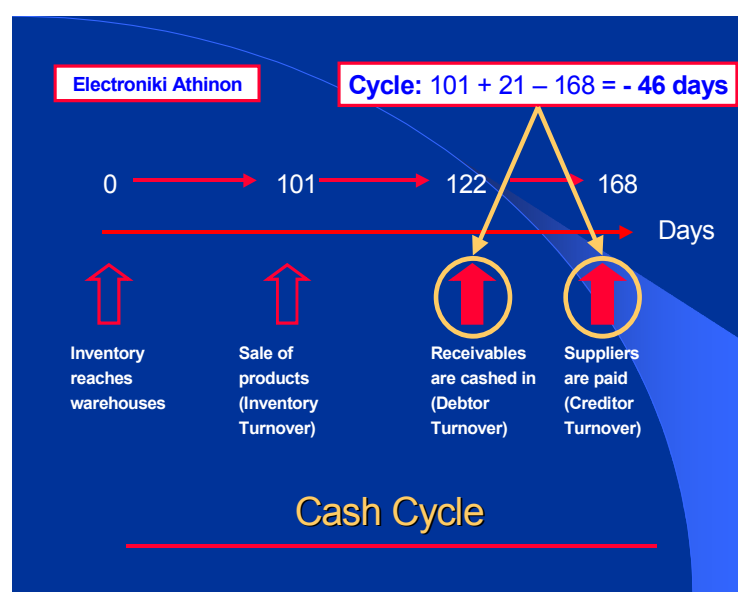 Electroniki Athinon
Cycle: 101 + 21 – 168 = - 46 days
0
101
122
168
Days
Inventory
reaches
warehouses
Sale of
products
(Inventory
Turnover)
Receivables
are cashed in
(Debtor
Turnover)
Suppliers
are paid
(Creditor
Turnover)
Cash Cycle